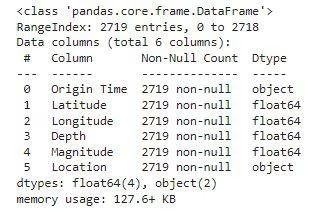 <class 'pandas.core.frame.DataFrame'>
RangeIndex: 2719 entries, 0 to 2718
Data columns (total 6 columns):
 #   Column       Non-Null Count  Dtype
---  ------       --------------  -----
 0   Origin Time  2719 non-null   object
 1   Latitude     2719 non-null   float64
 2   Longitude    2719 non-null   float64
 3   Depth        2719 non-null   float64
 4   Magnitude    2719 non-null   float64
 5   Location     2719 non-null   object
dtypes: float64(4), object(2)
memory usage: 127.6+ KB